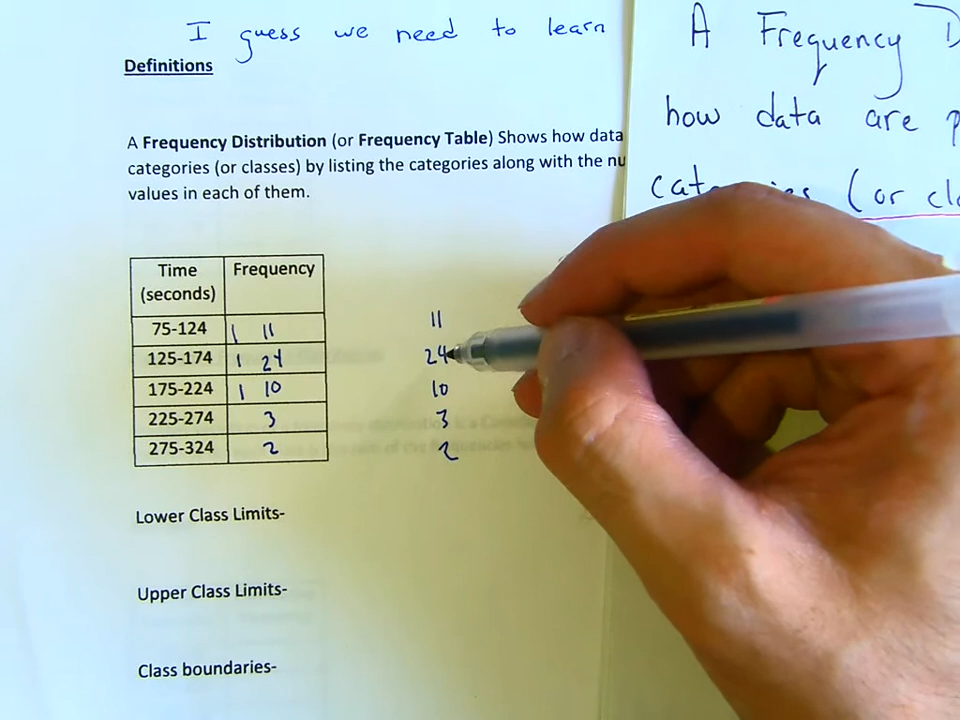 I guess we need to learn
Definitions
A Frequency Distribution (or Frequency Table) Shows how data
categories (or classes) by listing the categories along with the nu
values in each of them.
A Frequency D
how data are p
(or cl
Time Frequency
(seconds)
75-124 1 11 11
125-174 1 24 24
175-224 1 10 10
225-274 3 3
275-324 2 2
Lower Class Limits-
Upper Class Limits-
Class boundaries-